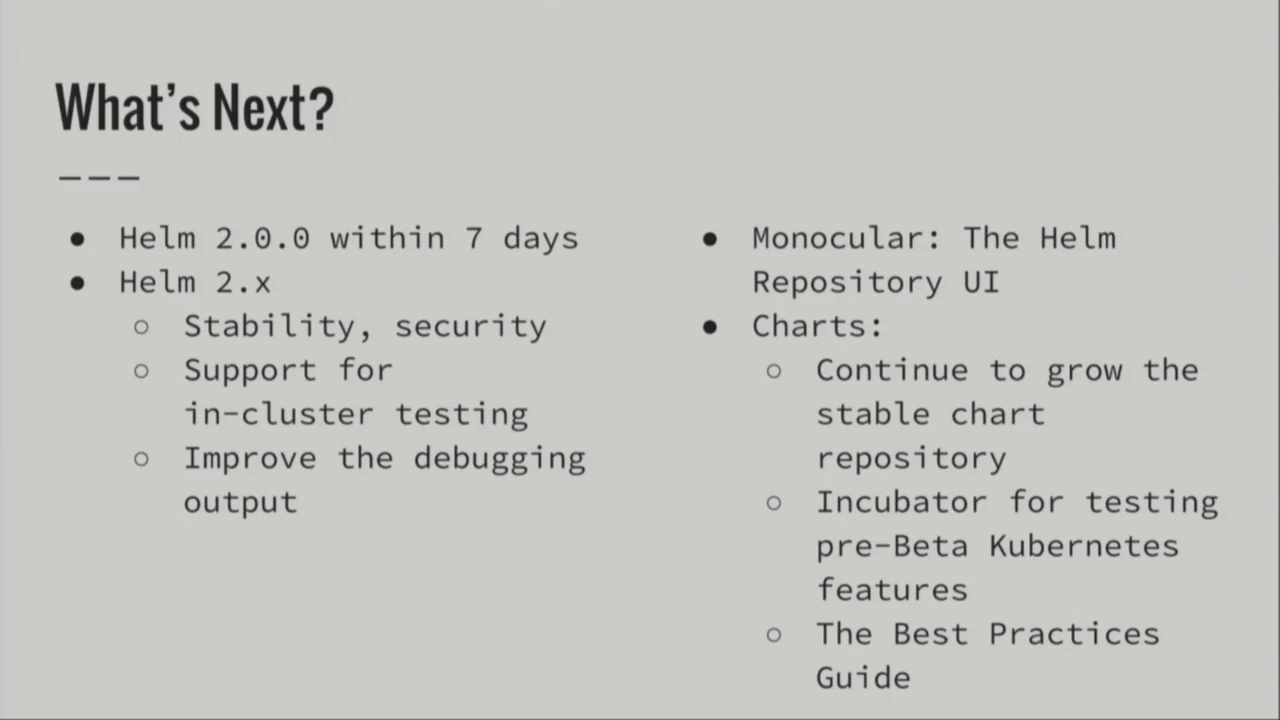 What's Next?
● Helm 2.0.0 within 7 days
● Helm 2.x
○ Stability, security
○ Support for
in-cluster testing
○ Improve the debugging
output
● Monocular: The Helm
Repository UI
● Charts:
○ Continue to grow the
stable chart
repository
○ Incubator for testing
pre-Beta Kubernetes
features
○ The Best Practices
Guide